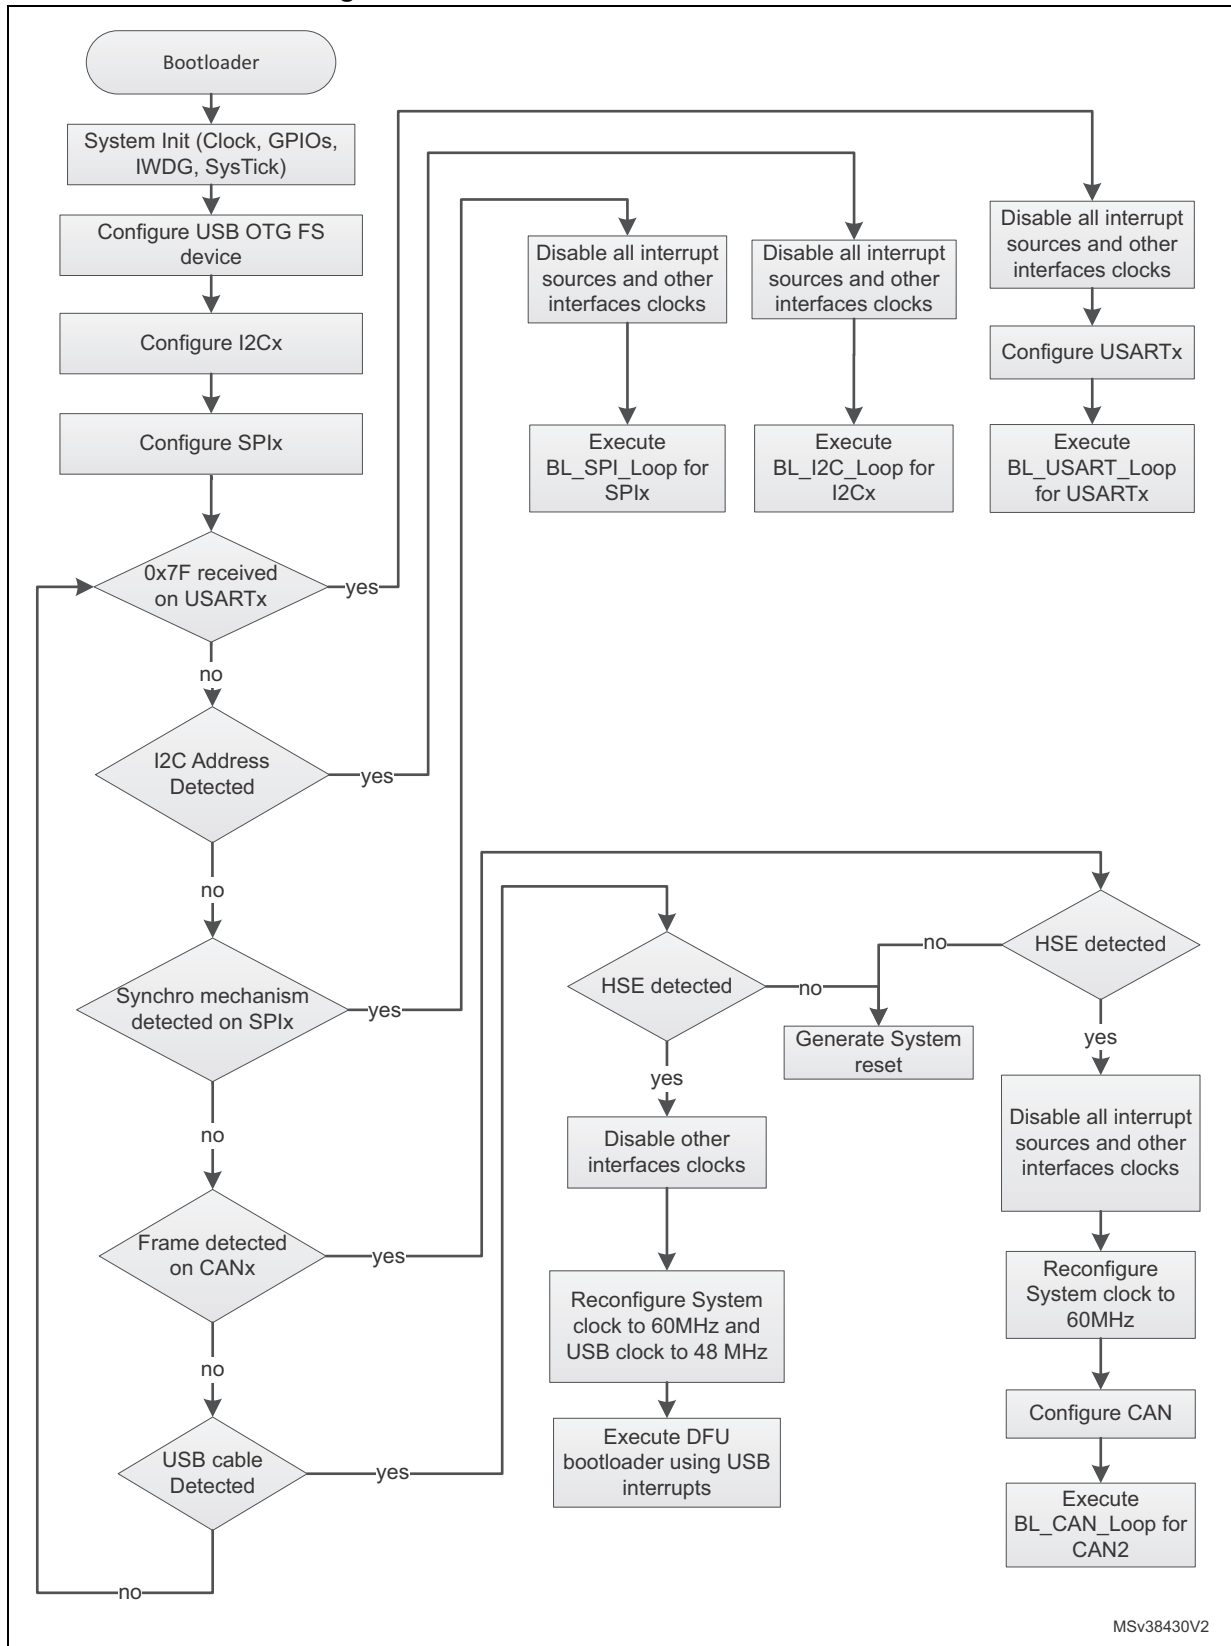 Bootloader
System Init (Clock, GPIOs,
IWDG, SysTick)
Configure USB OTG FS
device
Configure I2Cx
Configure SPIx
0x7F received
on USARTx
yes
no
I2C Address
Detected
yes
no
Synchro mechanism
detected on SPIx
yes
no
Frame detected
on CANx
yes
no
USB cable
Detected
yes
no
Disable all interrupt
sources and other
interfaces clocks
Execute
BL_SPI_Loop for
SPIx
Disable all interrupt
sources and other
interfaces clocks
Execute
BL_I2C_Loop for
I2Cx
Disable all interrupt
sources and other
interfaces clocks
Configure USARTx
Execute
BL_USART_Loop
for USARTx
HSE detected
no
yes
Disable other
interfaces clocks
Reconfigure System
clock to 60MHz and
USB clock to 48 MHz
Execute DFU
bootloader using USB
interrupts
Generate System
reset
HSE detected
no
yes
Disable all interrupt
sources and other
interfaces clocks
Reconfigure
System clock to
60MHz
Configure CAN
Execute
BL_CAN_Loop for
CAN2
MSv38430V2